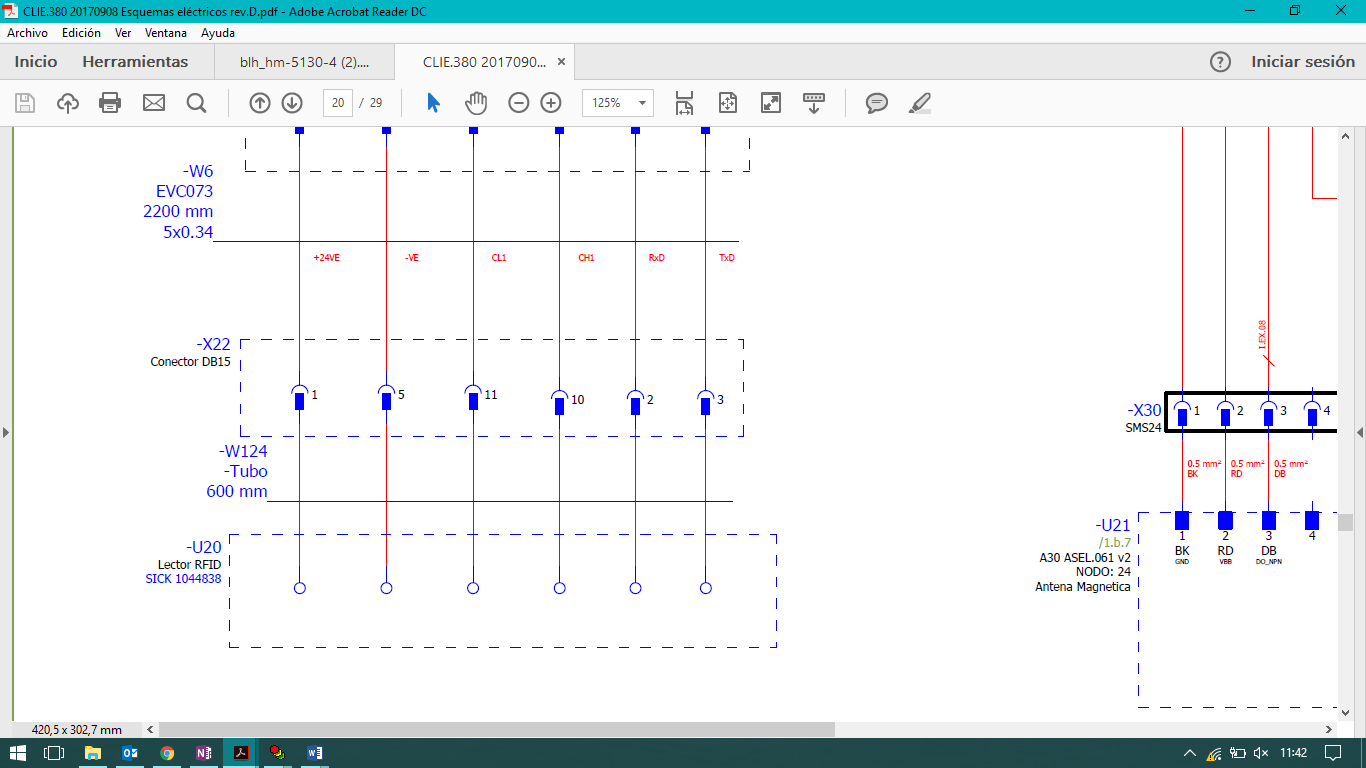 CLIE.380 20170908 Esquemas eléctricos rev.D.pdf - Adobe Acrobat Reader DC
Archivo Edición Ver Ventana Ayuda
Inicio Herramientas blh_hm-5130-4 (2).... CLIE.380 2017090... × ? Iniciar sesión
20 / 29 125%
-W6
EVC073
2200 mm
5x0.34
+24VE -VE CL1 CH1 RxD TxD
-X22
Conector DB15
1 5 11 10 2 3
-W124
-Tubo
600 mm
-U20
Lector RFID
SICK 1044838
I.EX.08
-X30
SMS24
1 2 3 4
0.5 mm² 0.5 mm² 0.5 mm²
BK RD DB
-U21
/1.b.7
A30 ASEL.061 v2
NODO: 24
Antena Magnetica
1 2 3 4
BK RD DB
GND VBB DO_NPN
420,5 x 302,7 mm
11:42